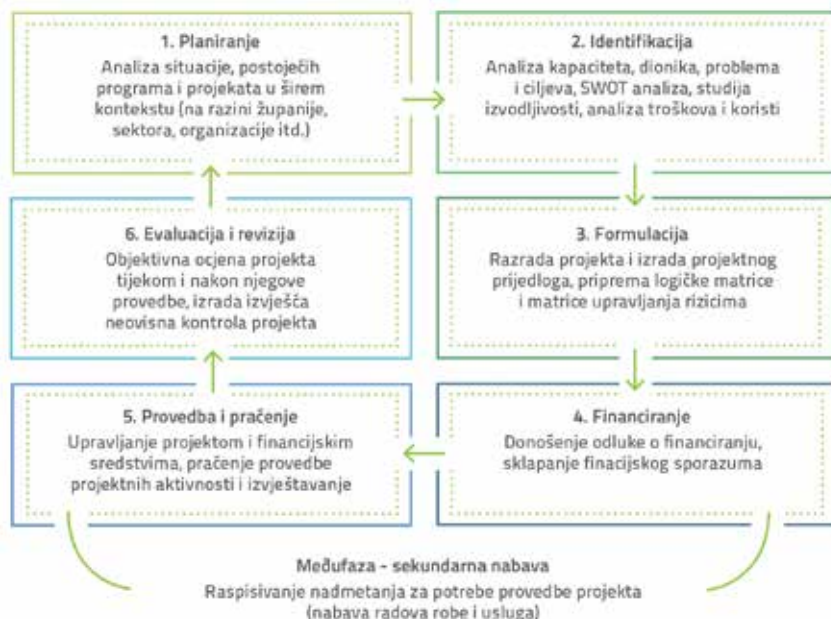 1. Planiranje
Analiza situacije, postoječih
programa i projekata u širem
kontekstu (na razini županije,
sektora, organizacije itd.)
2. Identifikacija
Analiza kapaciteta, dionika, problema
i ciljeva, SWOT analiza, studija
izvodljivosti, analiza troškova i koristi
3. Formulacija
Razrada projekta i izrada projektnog
prijedloga, priprema logičke matrice
i matrice upravljanja rizicima
4. Financiranje
Donošenje odluke o financiranju,
sklapanje finacijskog sporazuma
5. Provedba i pračenje
Upravljanje projektom i financijskim
sredstvima, pračenje provedbe
projektnih aktivnosti i izvještavanje
6. Evaluacija i revizija
Objektivna ocjena projekta
tijekom i nakon njegove
provedbe, izrada izvješća
neovisna kontrola projekta
Međufaza - sekundarna nabava
Raspisivanje nadmetanja za potrebe provedbe projekta
(nabava radova robe i usluga)